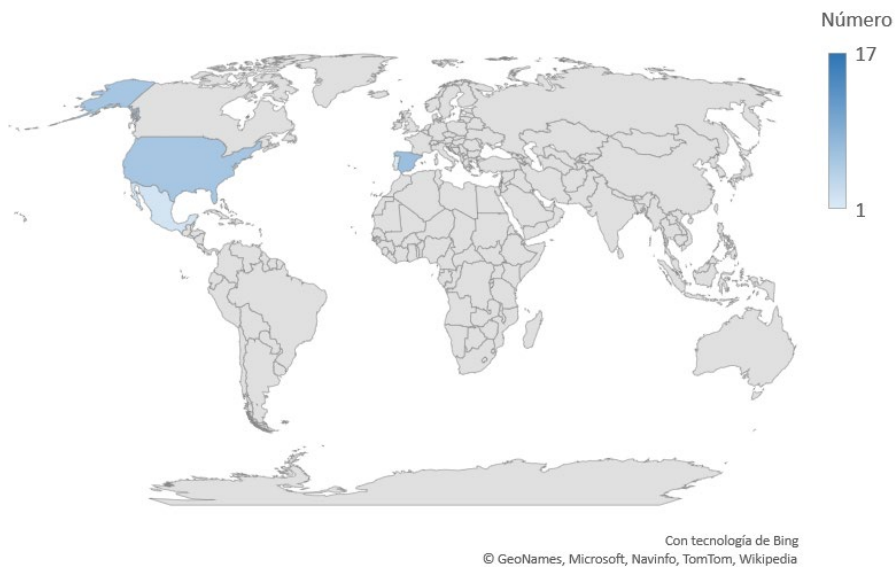 Número
17
1
Con tecnología de Bing
© GeoNames, Microsoft, Navinfo, TomTom, Wikipedia